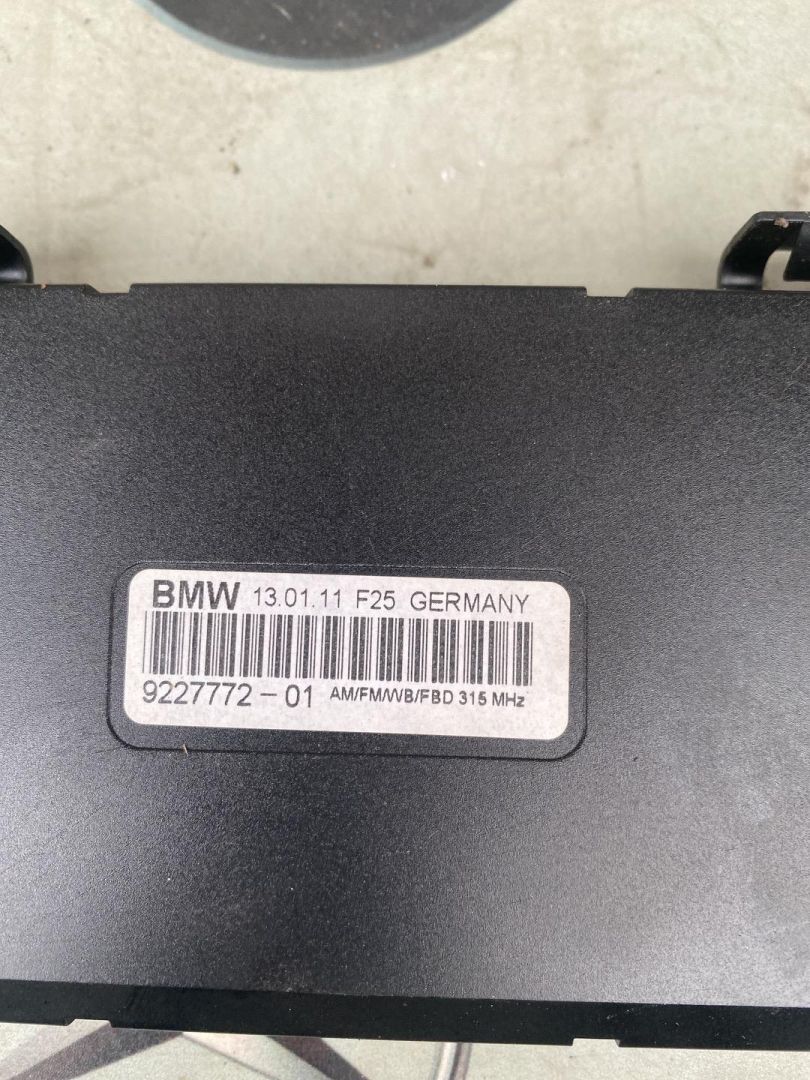 BMW 13.01.11 F25 GERMANY
9227772-01 AM/FM/WB/FBD 315 MHz